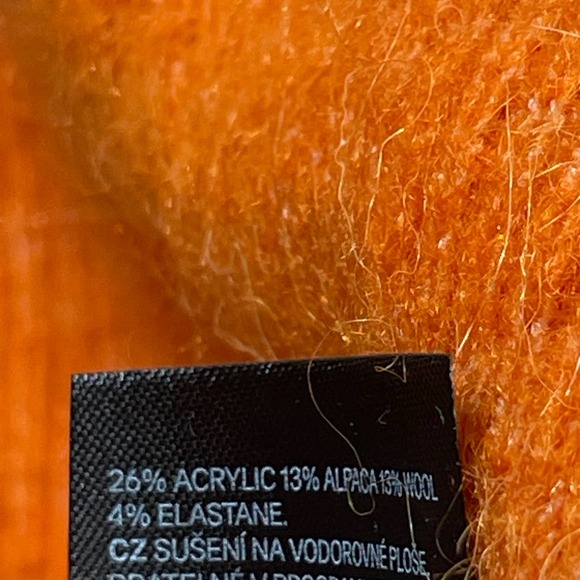 26% ACRYLIC 13% ALPACA 13% WOOL
4% ELASTANE.
CZ SUŠENÍ NA VODOROVNÉ PLOŠE.